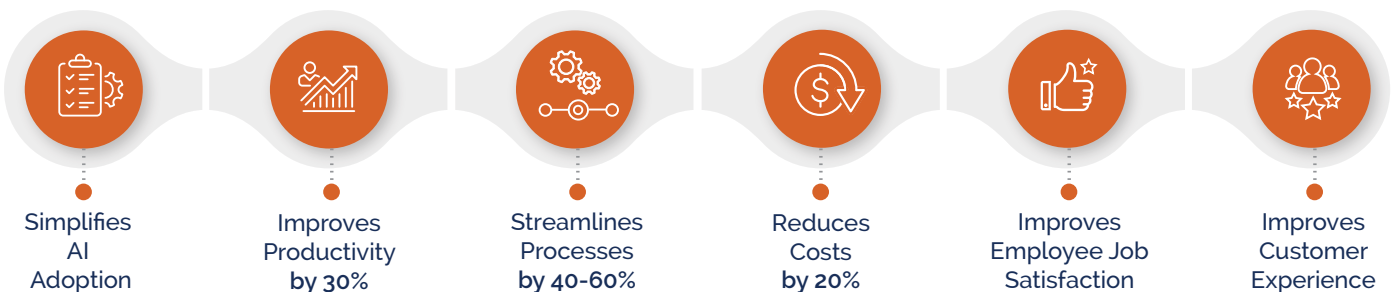 Simplifies
AI
Adoption
Improves
Productivity
by 30%
Streamlines
Processes
by 40-60%
Reduces
Costs
by 20%
Improves
Employee Job
Satisfaction
Improves
Customer
Experience